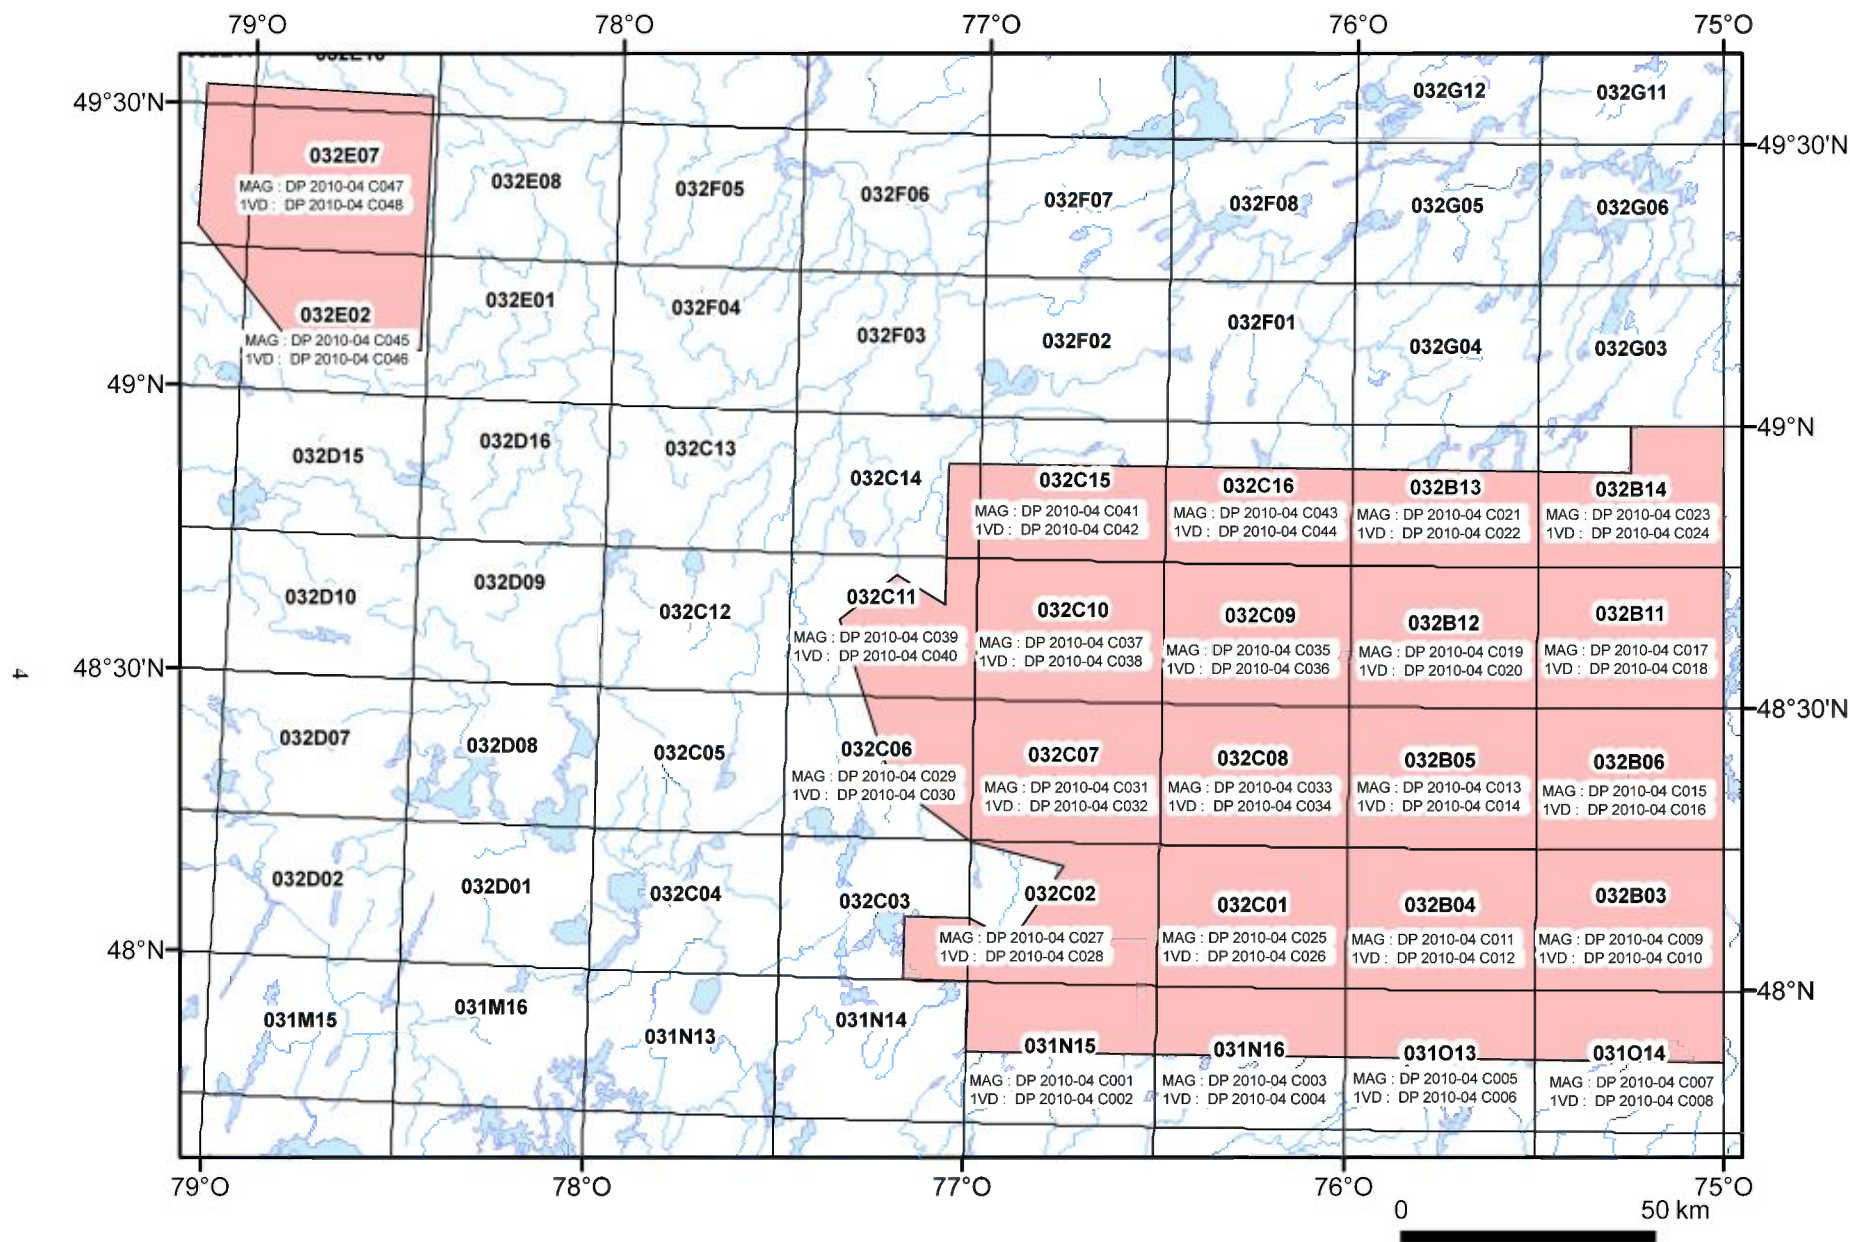 79°O 78°O 77°O 76°O 75°O
032E10
032G12 032G11
49°30'N
49°30'N
032E07
MAG : DP 2010-04 C047
1VD : DP 2010-04 C048
032E08 032F05 032F06 032F07 032F08 032G05 032G06
032E02
MAG : DP 2010-04 C045
1VD : DP 2010-04 C046
032E01 032F04 032F03 032F02 032F01 032G04 032G03
49°N
49°N
032D15 032D16 032C13 032C14
032C15
MAG : DP 2010-04 C041
1VD : DP 2010-04 C042
032C16
MAG : DP 2010-04 C043
1VD : DP 2010-04 C044
032B13
MAG : DP 2010-04 C021
1VD : DP 2010-04 C022
032B14
MAG : DP 2010-04 C023
1VD : DP 2010-04 C024
032D10 032D09 032C12
032C11
MAG : DP 2010-04 C039
1VD : DP 2010-04 C040
032C10
MAG : DP 2010-04 C037
1VD : DP 2010-04 C038
032C09
MAG : DP 2010-04 C035
1VD : DP 2010-04 C036
032B12
MAG : DP 2010-04 C019
1VD : DP 2010-04 C020
032B11
MAG : DP 2010-04 C017
1VD : DP 2010-04 C018
4
48°30'N
48°30'N
032D07 032D08 032C05
032C06
MAG : DP 2010-04 C029
1VD : DP 2010-04 C030
032C07
MAG : DP 2010-04 C031
1VD : DP 2010-04 C032
032C08
MAG : DP 2010-04 C033
1VD : DP 2010-04 C034
032B05
MAG : DP 2010-04 C013
1VD : DP 2010-04 C014
032B06
MAG : DP 2010-04 C015
1VD : DP 2010-04 C016
032D02 032D01 032C04 032C03
032C02
MAG : DP 2010-04 C027
1VD : DP 2010-04 C028
032C01
MAG : DP 2010-04 C025
1VD : DP 2010-04 C026
032B04
MAG : DP 2010-04 C011
1VD : DP 2010-04 C012
032B03
MAG : DP 2010-04 C009
1VD : DP 2010-04 C010
48°N
48°N
031M15 031M16 031N13 031N14
031N15
MAG : DP 2010-04 C001
1VD : DP 2010-04 C002
031N16
MAG : DP 2010-04 C003
1VD : DP 2010-04 C004
031O13
MAG : DP 2010-04 C005
1VD : DP 2010-04 C006
031O14
MAG : DP 2010-04 C007
1VD : DP 2010-04 C008
79°O 78°O 77°O 76°O 75°O
0 50 km